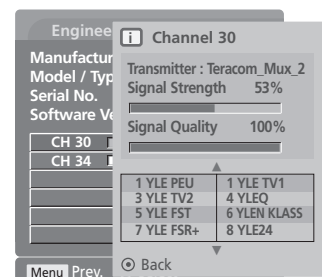 Enginee
Manufactur
Model / Typ
Serial No.
Software Ve
CH 30
CH 34
Menu Prev.
i Channel 30
Transmitter : Teracom_Mux_2
Signal Strength 53%
Signal Quality 100%
1 YLE PEU 1 YLE TV1
3 YLE TV2 4 YLEQ
5 YLE FST 6 YLEN KLASS
7 YLE FSR+ 8 YLE24
Back